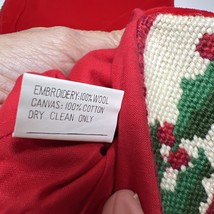 EMBROIDERY:100% WOOL
CANVAS: 100% COTTON
DRY CLEAN ONLY